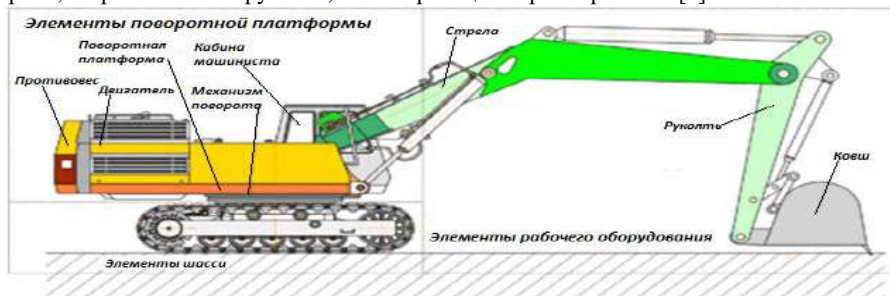 Элементы поворотной платформы
Поворотная
платформа
Кабина
машиниста
Стрела
Противовес
Двигатель
Механизм
поворота
Рукоять
Ковш
Элементы рабочего оборудования
Элементы шасси